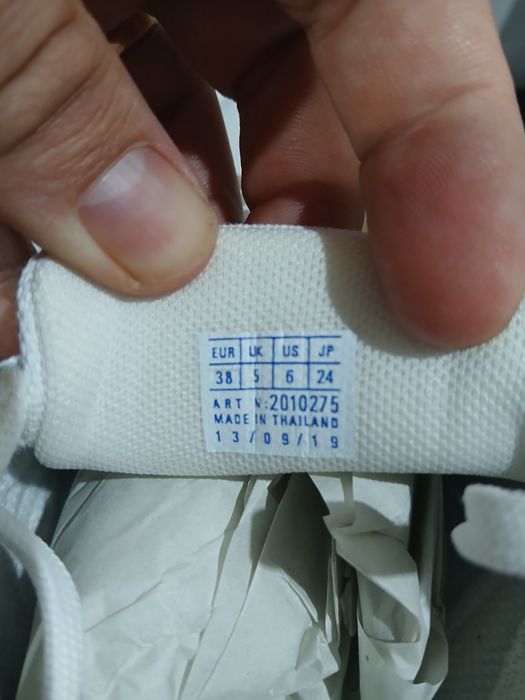 EUR UK US JP
38 5 6 24
ART N:2010275
MADE IN THAILAND
13/09/19